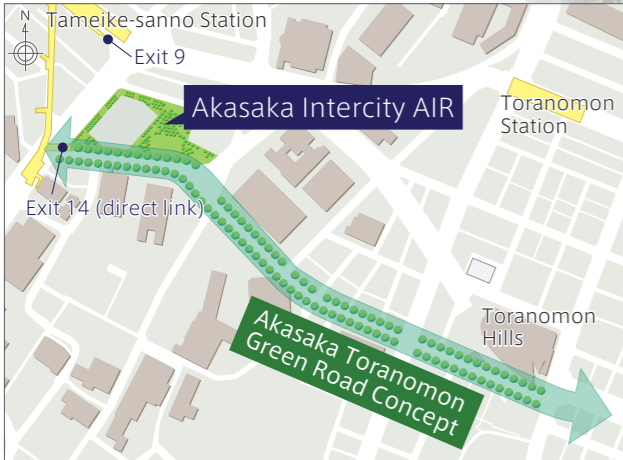 N
Tameike-sanno Station
Exit 9
Akasaka Intercity AIR
Toranomon
Station
Exit 14 (direct link)
Toranomon
Hills
Akasaka Toranomon
Green Road Concept